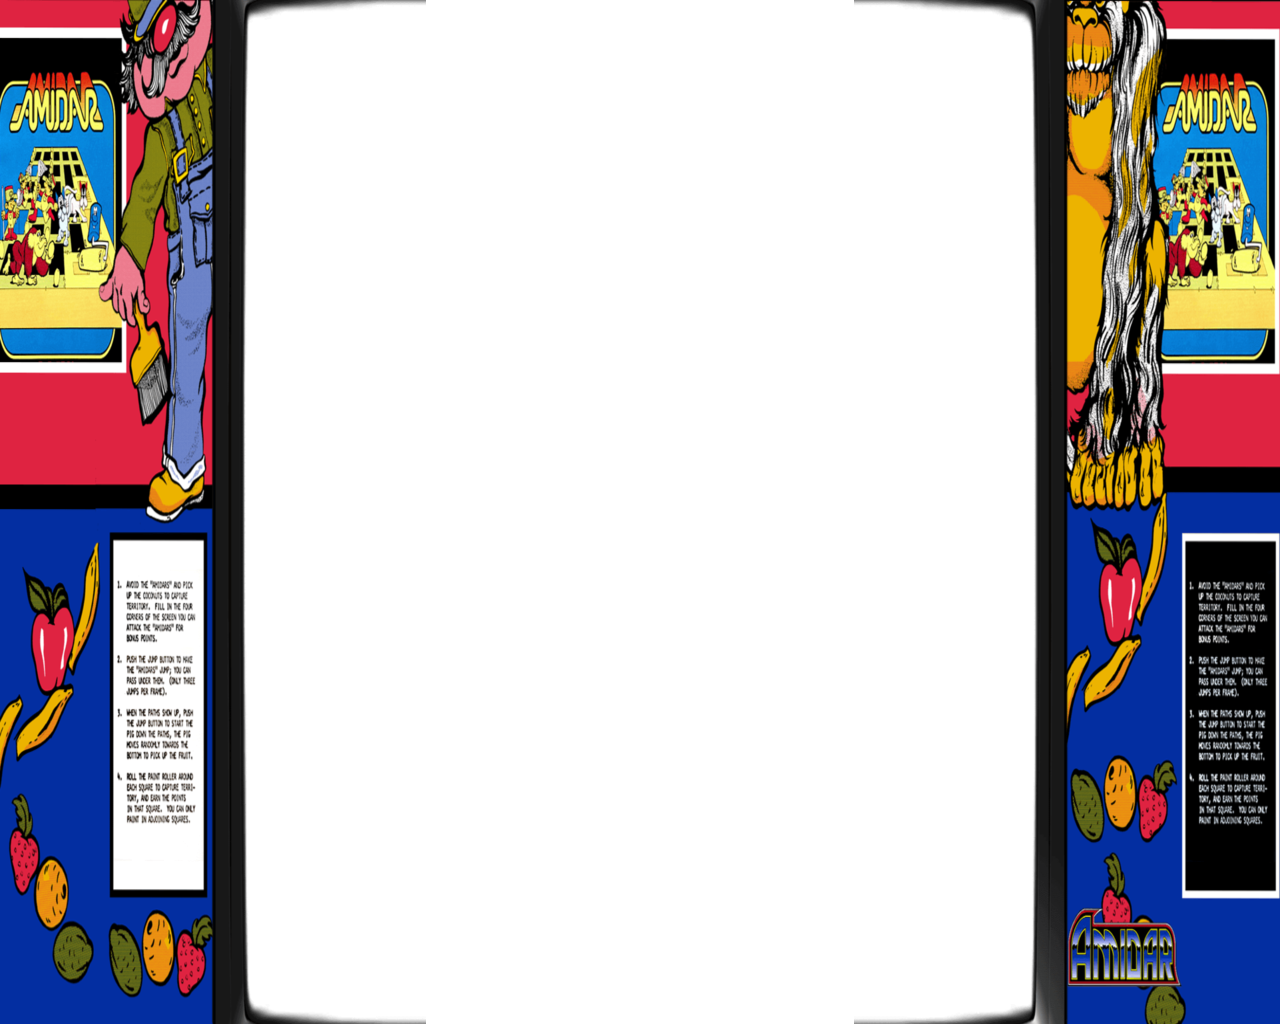 AMIDAR
1. AVOID THE "AMIDARS" AND PICK
UP THE COCONUTS TO CAPTURE
TERRITORY. FILL IN THE FOUR
CORNERS OF THE SCREEN YOU CAN
ATTACK THE "AMIDARS" FOR
BONUS POINTS.
2. PUSH THE JUMP BUTTON TO MAKE
THE "AMIDARS" JUMP; YOU CAN
PASS UNDER THEM. (ONLY THREE
JUMPS PER FRAME).
3. WHEN THE PATHS SHOW UP, PUSH
THE JUMP BUTTON TO START THE
PIG DOWN THE PATHS, THE PIG
MOVES RANDOMLY TOWARDS THE
BOTTOM TO PICK UP THE FRUIT.
4. ROLL THE PAINT ROLLER AROUND
EACH SQUARE TO CAPTURE TERRI-
TORY, AND EARN THE POINTS
IN THAT SQUARE. YOU CAN ONLY
PAINT IN ADJOINING SQUARES.
AMIDAR
1. AVOID THE "AMIDARS" AND PICK
UP THE COCONUTS TO CAPTURE
TERRITORY. FILL IN THE FOUR
CORNERS OF THE SCREEN YOU CAN
ATTACK THE "AMIDARS" FOR
BONUS POINTS.
2. PUSH THE JUMP BUTTON TO MAKE
THE "AMIDARS" JUMP; YOU CAN
PASS UNDER THEM. (ONLY THREE
JUMPS PER FRAME).
3. WHEN THE PATHS SHOW UP, PUSH
THE JUMP BUTTON TO START THE
PIG DOWN THE PATHS, THE PIG
MOVES RANDOMLY TOWARDS THE
BOTTOM TO PICK UP THE FRUIT.
4. ROLL THE PAINT ROLLER AROUND
EACH SQUARE TO CAPTURE TERRI-
TORY, AND EARN THE POINTS
IN THAT SQUARE. YOU CAN ONLY
PAINT IN ADJOINING SQUARES.
AMIDAR